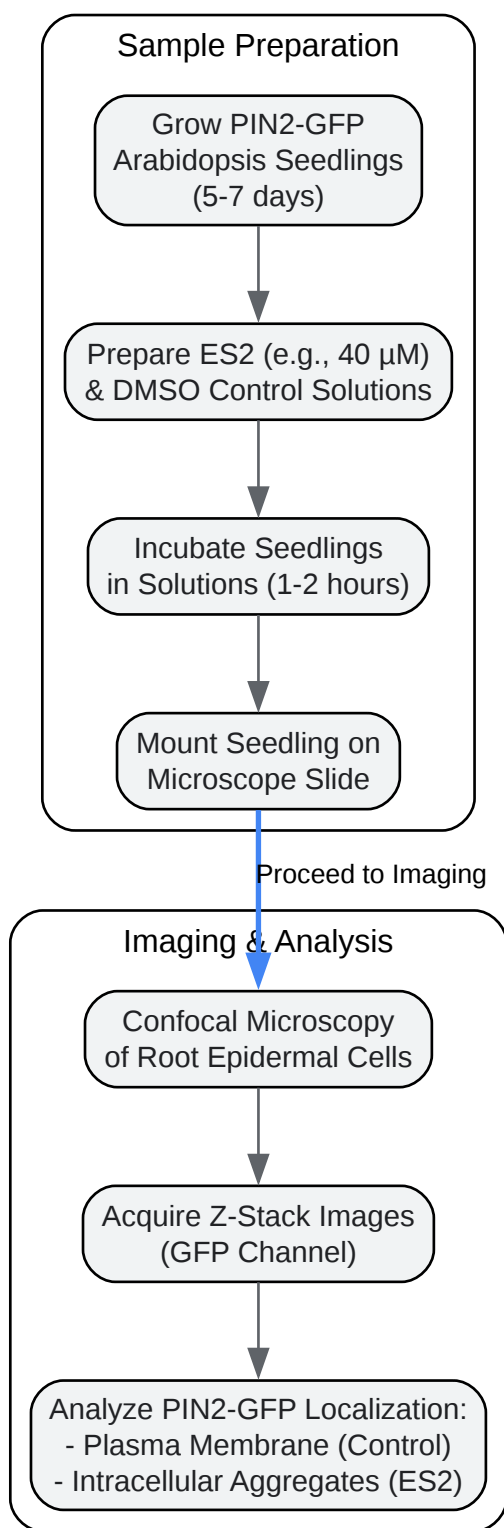 Sample Preparation
Grow PIN2-GFP
Arabidopsis Seedlings
(5-7 days)
Prepare ES2 (e.g., 40 µM)
& DMSO Control Solutions
Incubate Seedlings
in Solutions (1-2 hours)
Mount Seedling on
Microscope Slide
Proceed to Imaging
Imaging & Analysis
Confocal Microscopy
of Root Epidermal Cells
Acquire Z-Stack Images
(GFP Channel)
Analyze PIN2-GFP Localization:
- Plasma Membrane (Control)
- Intracellular Aggregates (ES2)